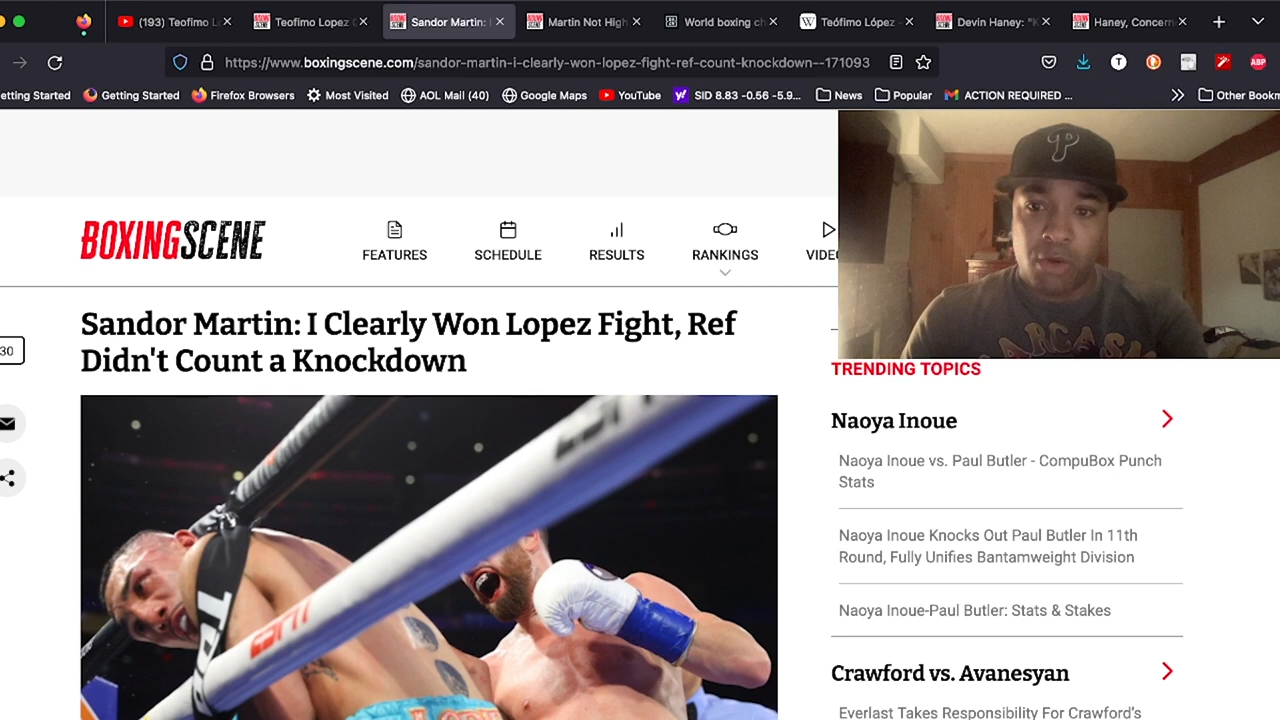 (193) Teofimo L
Teofimo Lopez
Sandor Martin:
Martin Not High
World boxing ch
Teófimo López -
Devin Haney: "K
Haney, Concern
https://www.boxingscene.com/sandor-martin-i-clearly-won-lopez-fight-ref-count-knockdown--171093
T
ABP
etting Started
Getting Started
Firefox Browsers
Most Visited
AOL Mail (40)
Google Maps
YouTube
SID 8.83 -0.56 -5.9...
News
Popular
ACTION REQUIRED ...
Other Bookm
BOXINGSCENE
FEATURES
SCHEDULE
RESULTS
RANKINGS
VIDE
P
Sandor Martin: I Clearly Won Lopez Fight, Ref
Didn't Count a Knockdown
30
TRENDING TOPICS
Naoya Inoue
Naoya Inoue vs. Paul Butler - CompuBox Punch
Stats
Naoya Inoue Knocks Out Paul Butler In 11th
Round, Fully Unifies Bantamweight Division
Naoya Inoue-Paul Butler: Stats & Stakes
Crawford vs. Avanesyan
Everlast Takes Responsibility For Crawford's